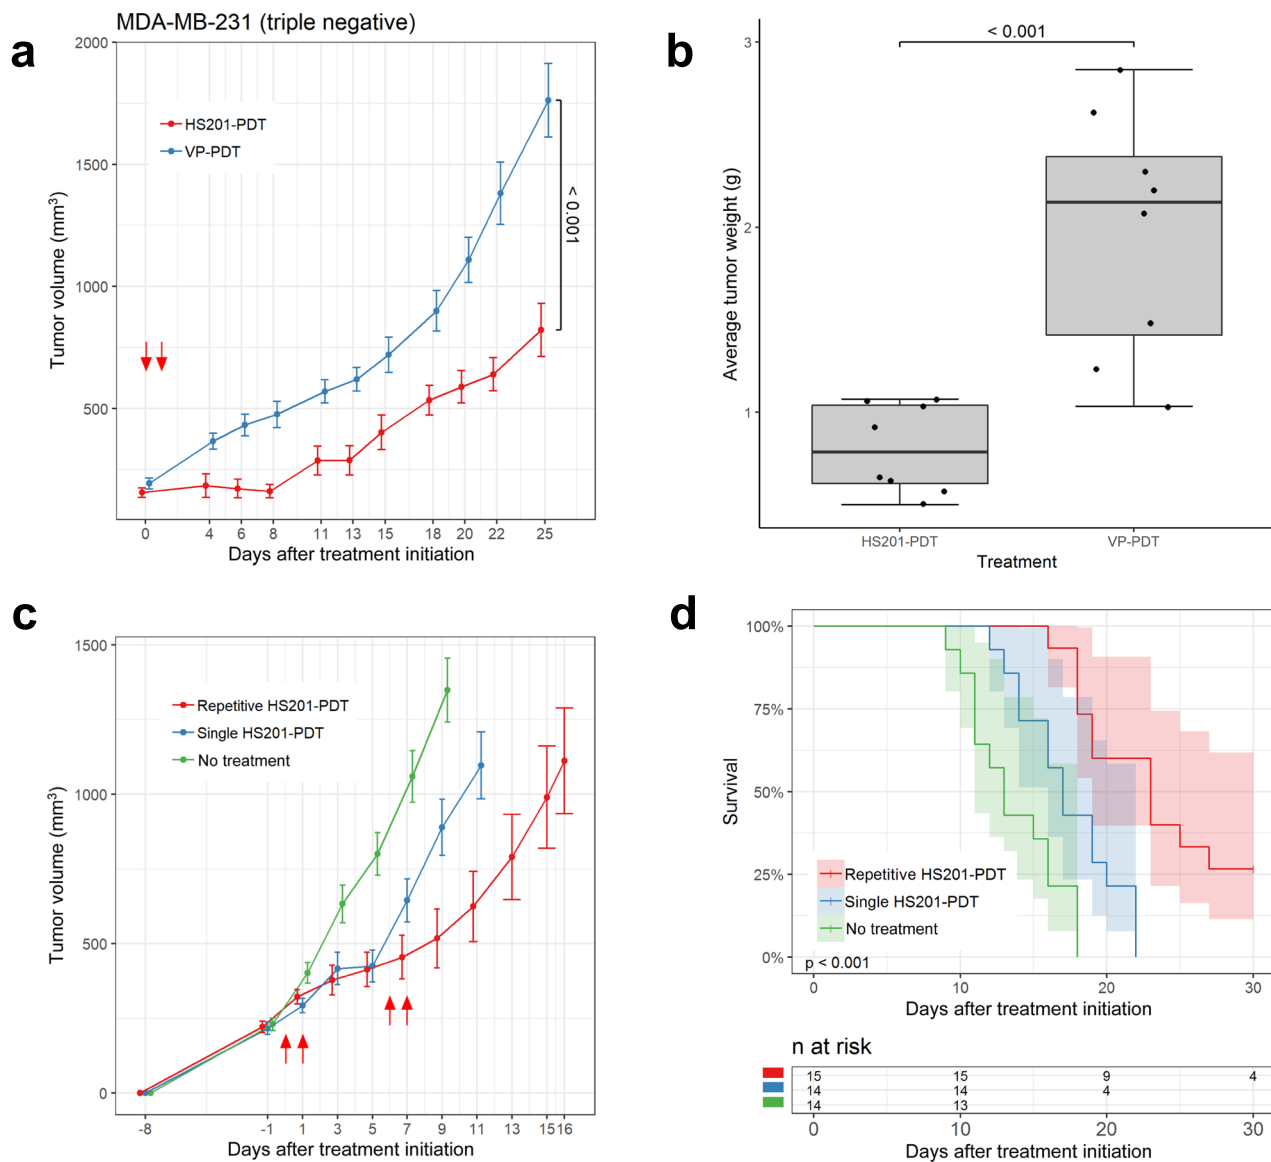 a
MDA-MB-231 (triple negative)
2000
1500
1000
500
Tumor volume (mm³)
HS201-PDT
VP-PDT
< 0.001
0 4 6 8 11 13 15 18 20 22 25
Days after treatment initiation
b
< 0.001
3
2
1
Average tumor weight (g)
HS201-PDT VP-PDT
Treatment
c
1500
1000
500
0
Tumor volume (mm³)
Repetitive HS201-PDT
Single HS201-PDT
No treatment
-8 -1 1 3 5 7 9 11 13 15 16
Days after treatment initiation
d
100%
75%
50%
25%
0%
Survival
Repetitive HS201-PDT
Single HS201-PDT
No treatment
p < 0.001
0 10 20 30
Days after treatment initiation
n at risk
15 15 9 4
14 14 4
14 13
0 10 20 30
Days after treatment initiation